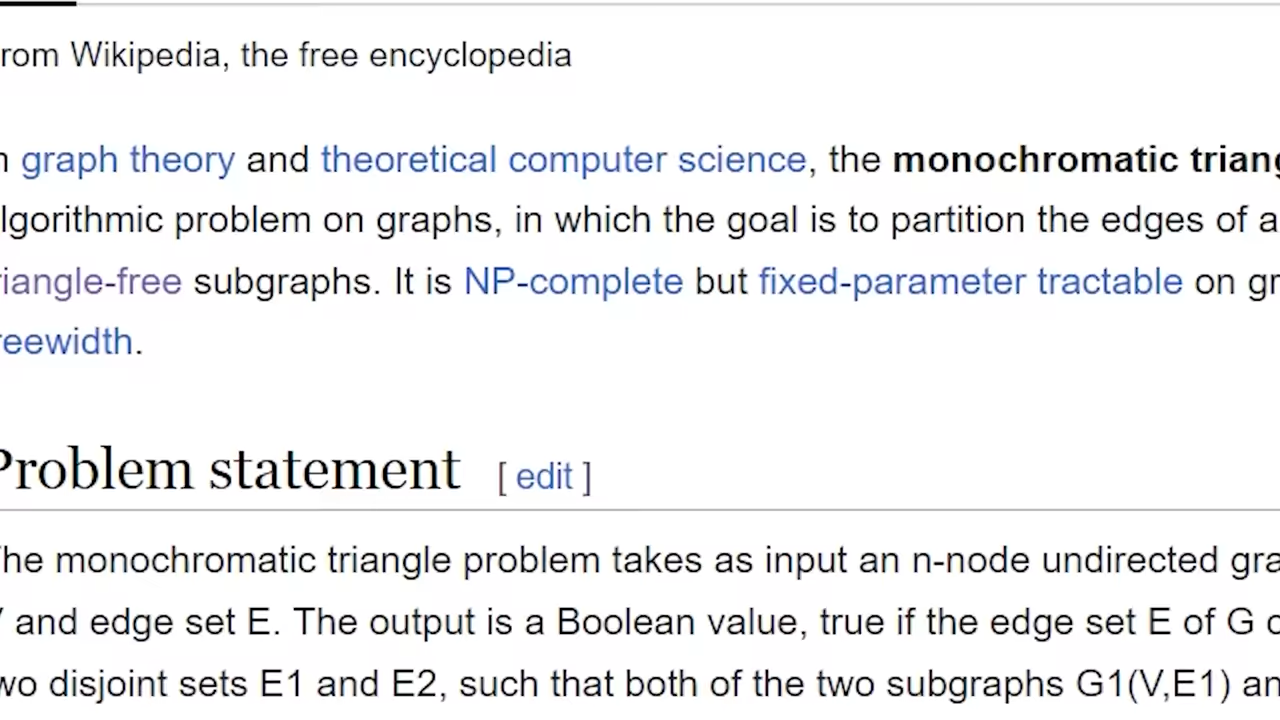 rom Wikipedia, the free encyclopedia
graph theory and theoretical computer science, the monochromatic triang
lgorithmic problem on graphs, in which the goal is to partition the edges of a
riangle-free subgraphs. It is NP-complete but fixed-parameter tractable on gr
reewidth.
Problem statement [ edit ]
The monochromatic triangle problem takes as input an n-node undirected gra
V and edge set E. The output is a Boolean value, true if the edge set E of G c
wo disjoint sets E1 and E2, such that both of the two subgraphs G1(V,E1) an